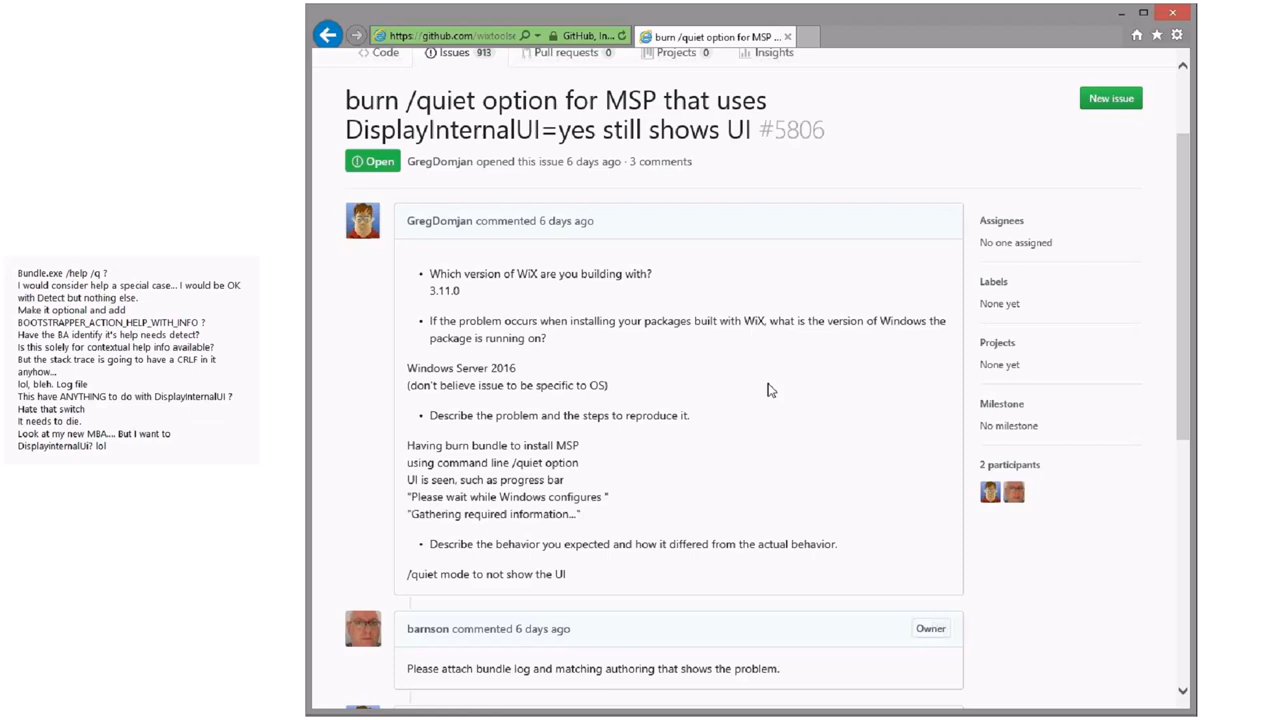 Bundle.exe /help /q ?
I would consider help a special case... I would be OK
with Detect but nothing else.
Make it optional and add
BOOTSTRAPPER_ACTION_HELP_WITH_INFO ?
Have the BA identify it's help needs detect?
Is this solely for contextual help info available?
But the stack trace is going to have a CRLF in it
anyhow...
lol, bleh. Log file
This have ANYTHING to do with DisplayInternalUI ?
Hate that switch
It needs to die.
Look at my new MBA.... But I want to
DisplayinternalUi? lol
https://github.com/wixtoolse
GitHub, In...
burn /quiet option for MSP ...
Code
Issues 913
Pull requests 0
Projects 0
Insights
burn /quiet option for MSP that uses
DisplayInternalUI=yes still shows UI #5806
New issue
Open
GregDomjan opened this issue 6 days ago · 3 comments
GregDomjan commented 6 days ago
• Which version of WiX are you building with?
3.11.0
• If the problem occurs when installing your packages built with WiX, what is the version of Windows the
package is running on?
Windows Server 2016
(don't believe issue to be specific to OS)
• Describe the problem and the steps to reproduce it.
Having burn bundle to install MSP
using command line /quiet option
UI is seen, such as progress bar
"Please wait while Windows configures "
"Gathering required information..."
• Describe the behavior you expected and how it differed from the actual behavior.
/quiet mode to not show the UI
barnson commented 6 days ago
Owner
Please attach bundle log and matching authoring that shows the problem.
Assignees
No one assigned
Labels
None yet
Projects
None yet
Milestone
No milestone
2 participants